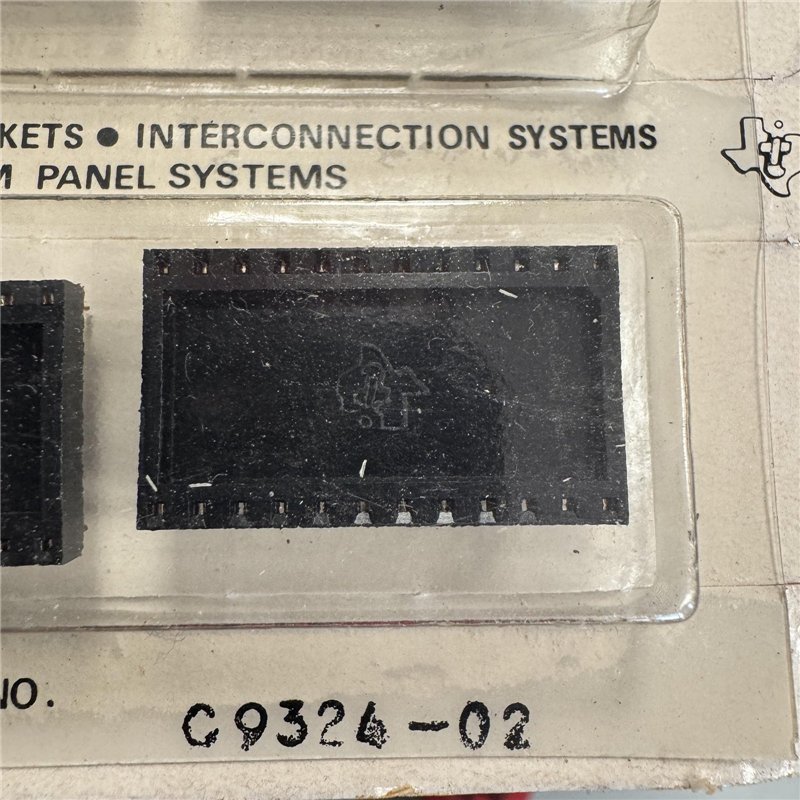 KETS ● INTERCONNECTION SYSTEMS
M PANEL SYSTEMS
NO.
C9324-02